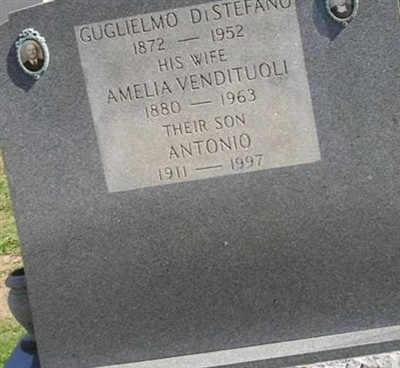 GUGLIELMO DISTEFANO
1872 — 1952
HIS WIFE
AMELIA VENDITUOLI
1880 — 1963
THEIR SON
ANTONIO
1911 — 1997